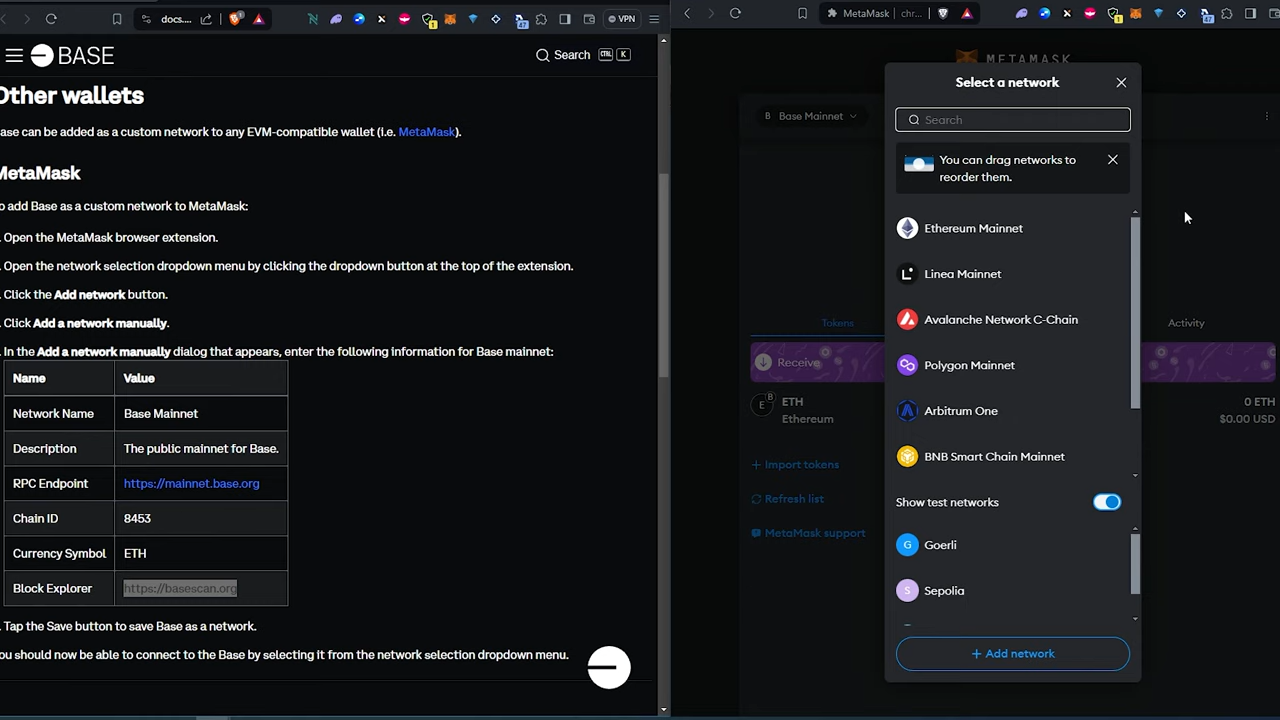 docs....
VPN
BASE
Search
CTRL K
Other wallets
ase can be added as a custom network to any EVM-compatible wallet (i.e. MetaMask).
MetaMask
o add Base as a custom network to MetaMask:
. Open the MetaMask browser extension.
. Open the network selection dropdown menu by clicking the dropdown button at the top of the extension.
. Click the Add network button.
. Click Add a network manually.
. In the Add a network manually dialog that appears, enter the following information for Base mainnet:
Name Value
Network Name Base Mainnet
Description The public mainnet for Base.
RPC Endpoint https://mainnet.base.org
Chain ID 8453
Currency Symbol ETH
Block Explorer https://basescan.org
. Tap the Save button to save Base as a network.
ou should now be able to connect to the Base by selecting it from the network selection dropdown menu.
MetaMask | chr...
METAMASK
B Base Mainnet
Tokens
Activity
Receive
E B
ETH
Ethereum
0 ETH
$0.00 USD
+ Import tokens
Refresh list
MetaMask support
Select a network
Search
You can drag networks to
reorder them.
Ethereum Mainnet
Linea Mainnet
Avalanche Network C-Chain
Polygon Mainnet
Arbitrum One
BNB Smart Chain Mainnet
Show test networks
G Goerli
S Sepolia
+ Add network